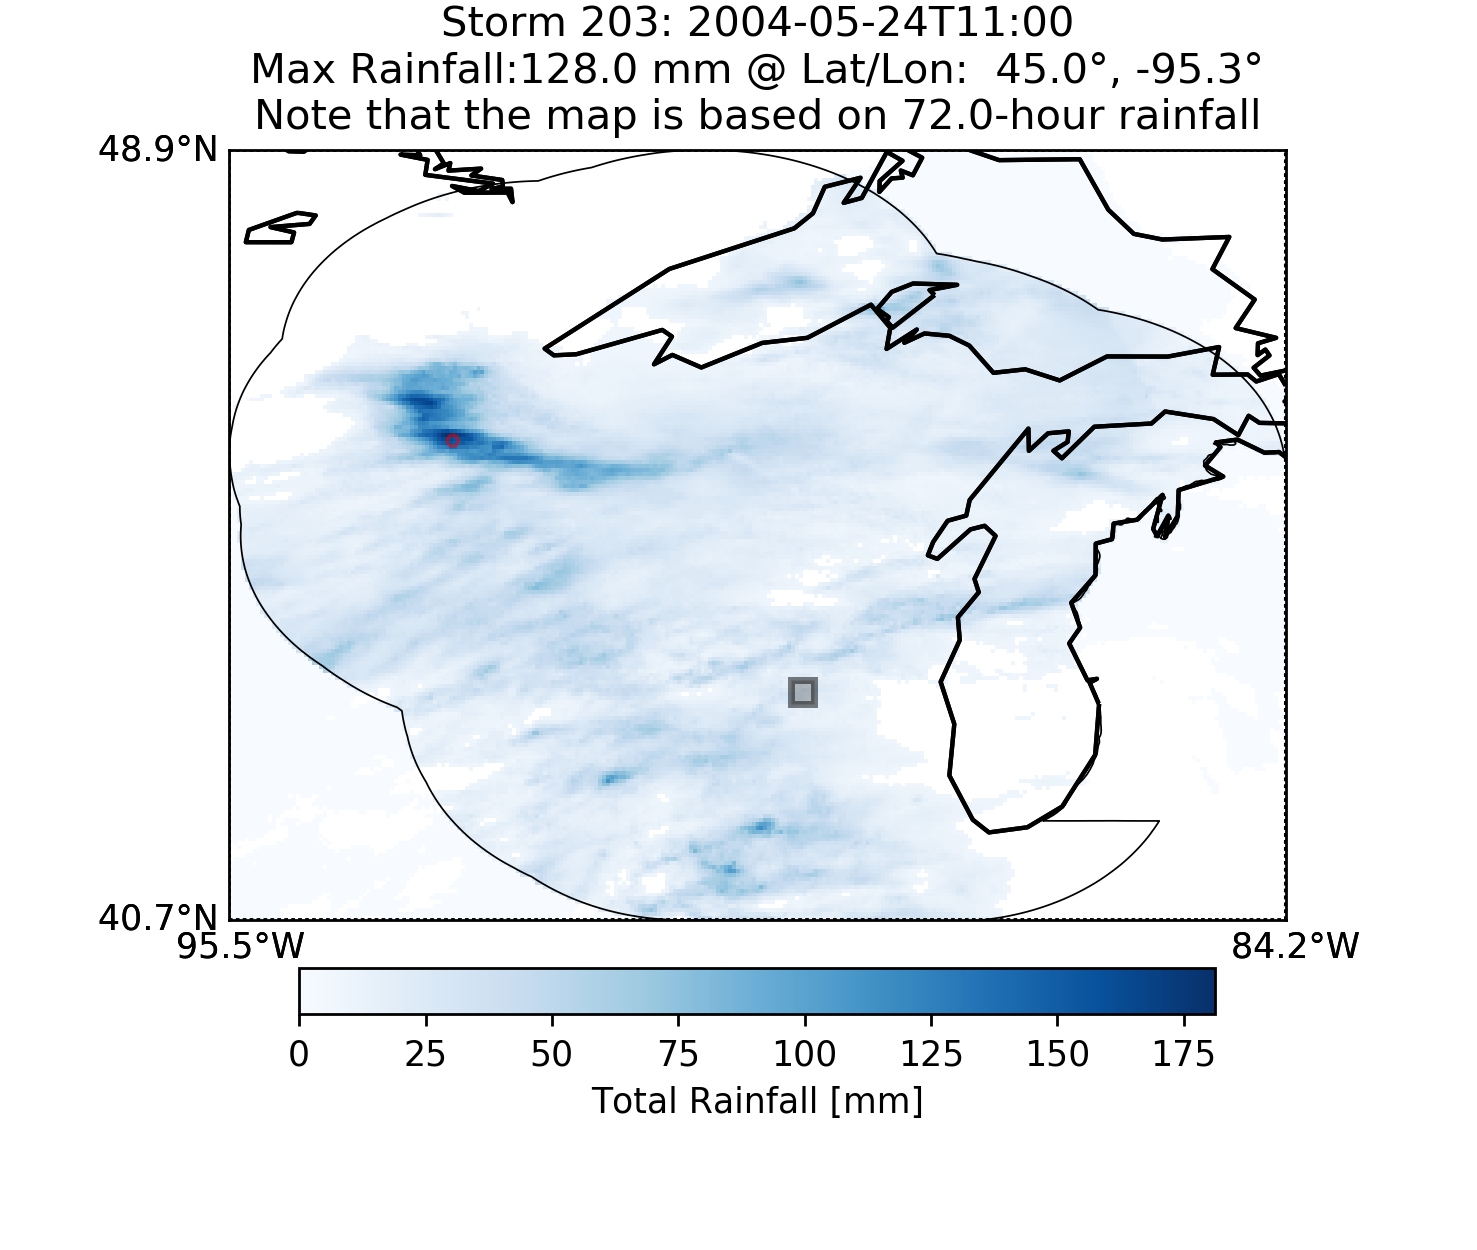 Storm 203: 2004-05-24T11:00
Max Rainfall:128.0 mm @ Lat/Lon:  45.0°, -95.3°
Note that the map is based on 72.0-hour rainfall
48.9°N
40.7°N
95.5°W 84.2°W
0 25 50 75 100 125 150 175
Total Rainfall [mm]